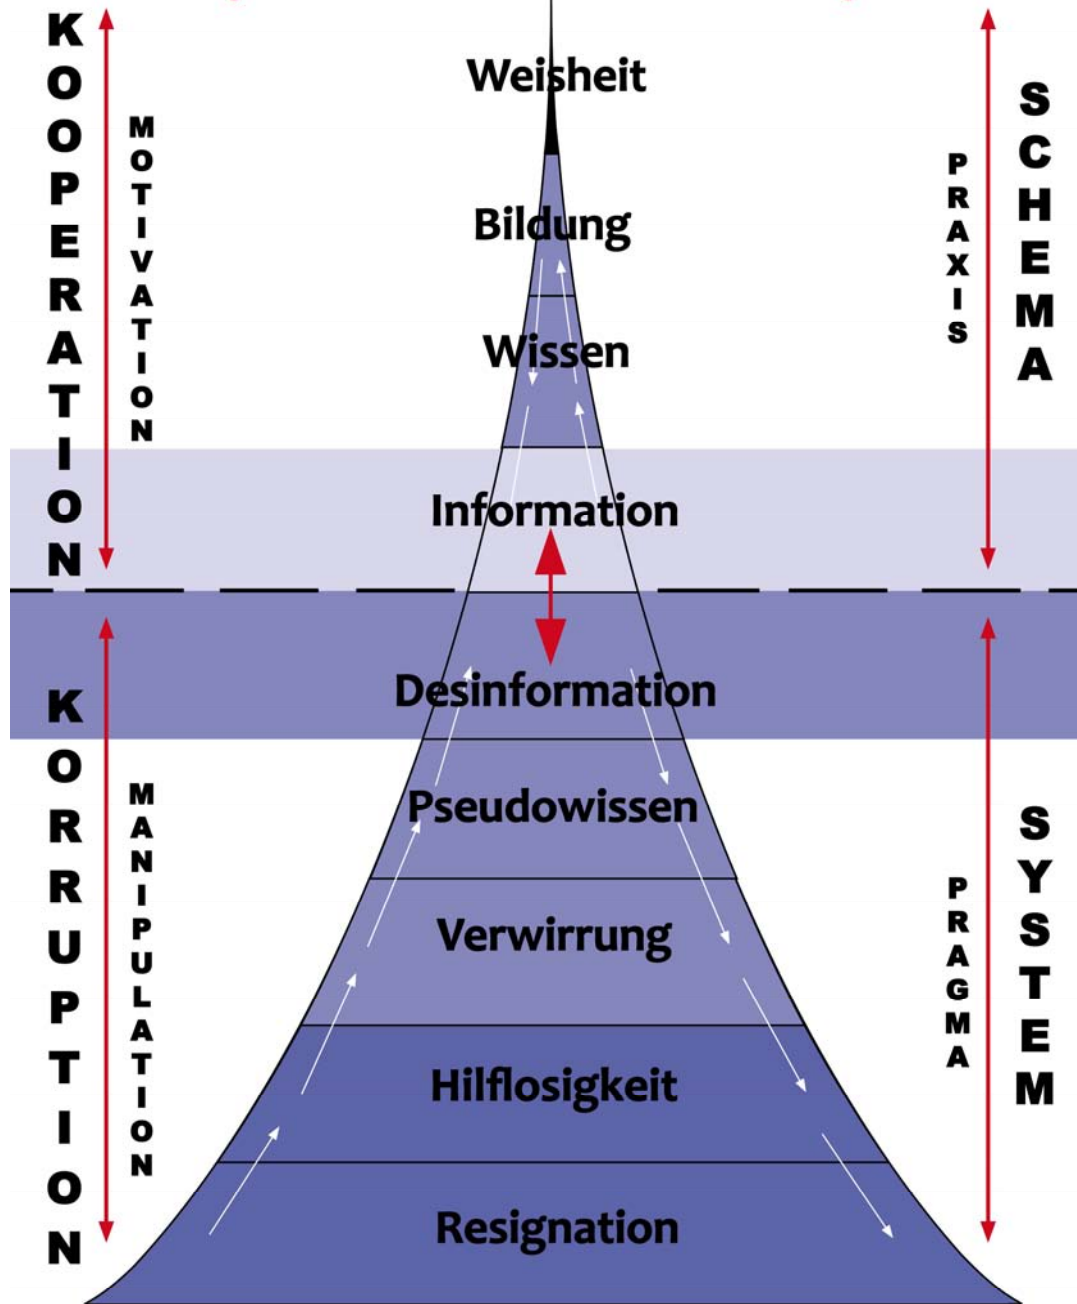 KOOPERATION
MOTIVATION
Weisheit
Bildung
Wissen
Information
PRAXIS
SCHEMA
KORRUPTION
MANIPULATION
Desinformation
Pseudowissen
Verwirrung
Hilflosigkeit
Resignation
PRAGMA
SYSTEM